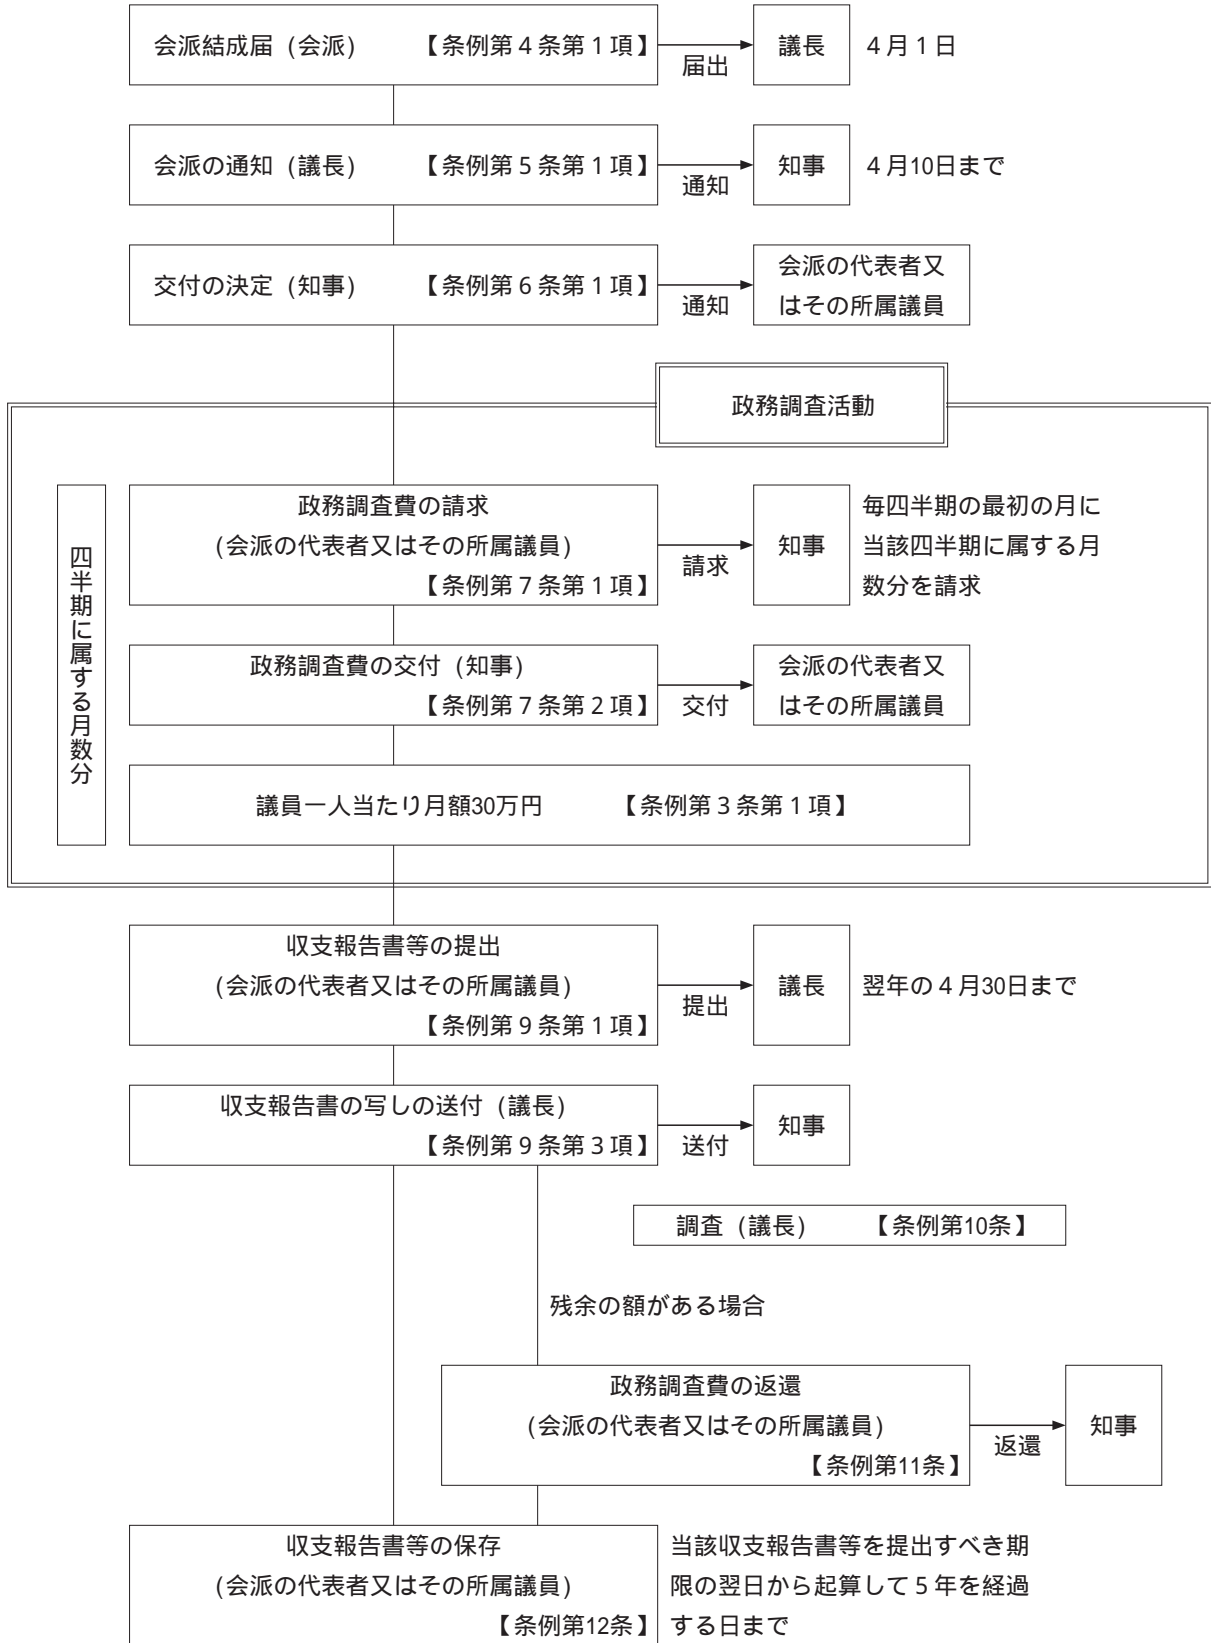 会派結成届（会派）　　【条例第４条第１項】
届出
議長
４月１日
会派の通知（議長）　　【条例第５条第１項】
通知
知事
４月10日まで
交付の決定（知事）　　【条例第６条第１項】
通知
会派の代表者又
はその所属議員
政務調査活動
四半期に属する月数分
政務調査費の請求
（会派の代表者又はその所属議員）
【条例第７条第１項】
請求
知事
毎四半期の最初の月に
当該四半期に属する月
数分を請求
政務調査費の交付（知事）
【条例第７条第２項】
交付
会派の代表者又
はその所属議員
議員一人当たり月額30万円　　【条例第３条第１項】
収支報告書等の提出
（会派の代表者又はその所属議員）
【条例第９条第１項】
提出
議長
翌年の４月30日まで
収支報告書の写しの送付（議長）
【条例第９条第３項】
送付
知事
調査（議長）　　【条例第10条】
残余の額がある場合
政務調査費の返還
（会派の代表者又はその所属議員）
【条例第11条】
返還
知事
収支報告書等の保存
（会派の代表者又はその所属議員）
【条例第12条】
当該収支報告書等を提出すべき期
限の翌日から起算して５年を経過
する日まで